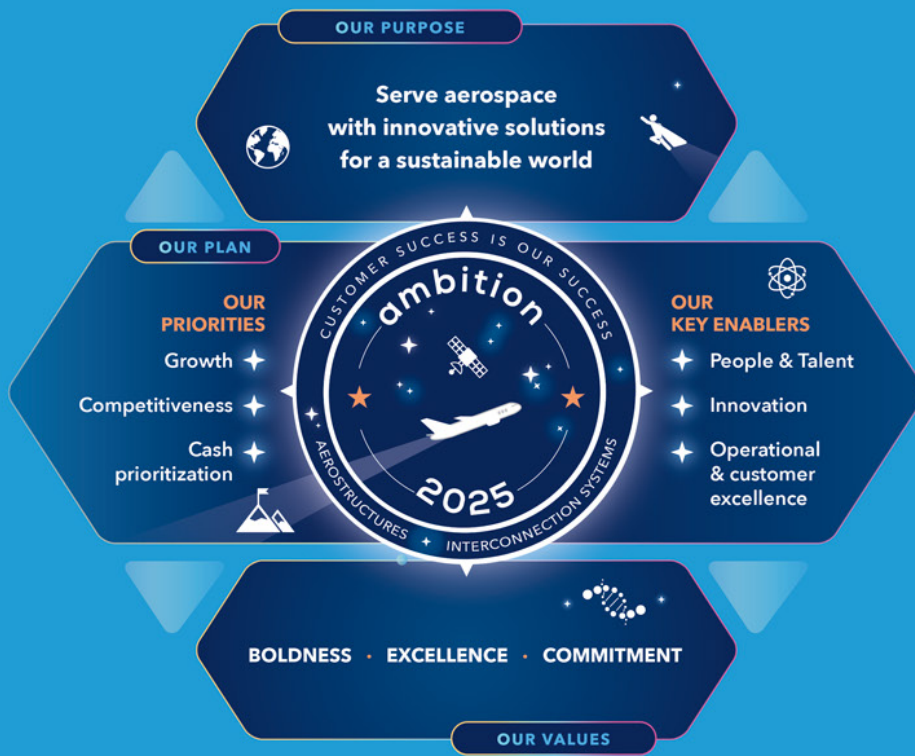 OUR PURPOSE
Serve aerospace
with innovative solutions
for a sustainable world
OUR PLAN
OUR
PRIORITIES
Growth
Competitiveness
Cash
prioritization
CUSTOMER SUCCESS IS OUR SUCCESS
ambition
2025
AEROSTRUCTURES
INTERCONNECTION SYSTEMS
OUR
KEY ENABLERS
People & Talent
Innovation
Operational
& customer
excellence
BOLDNESS · EXCELLENCE · COMMITMENT
OUR VALUES